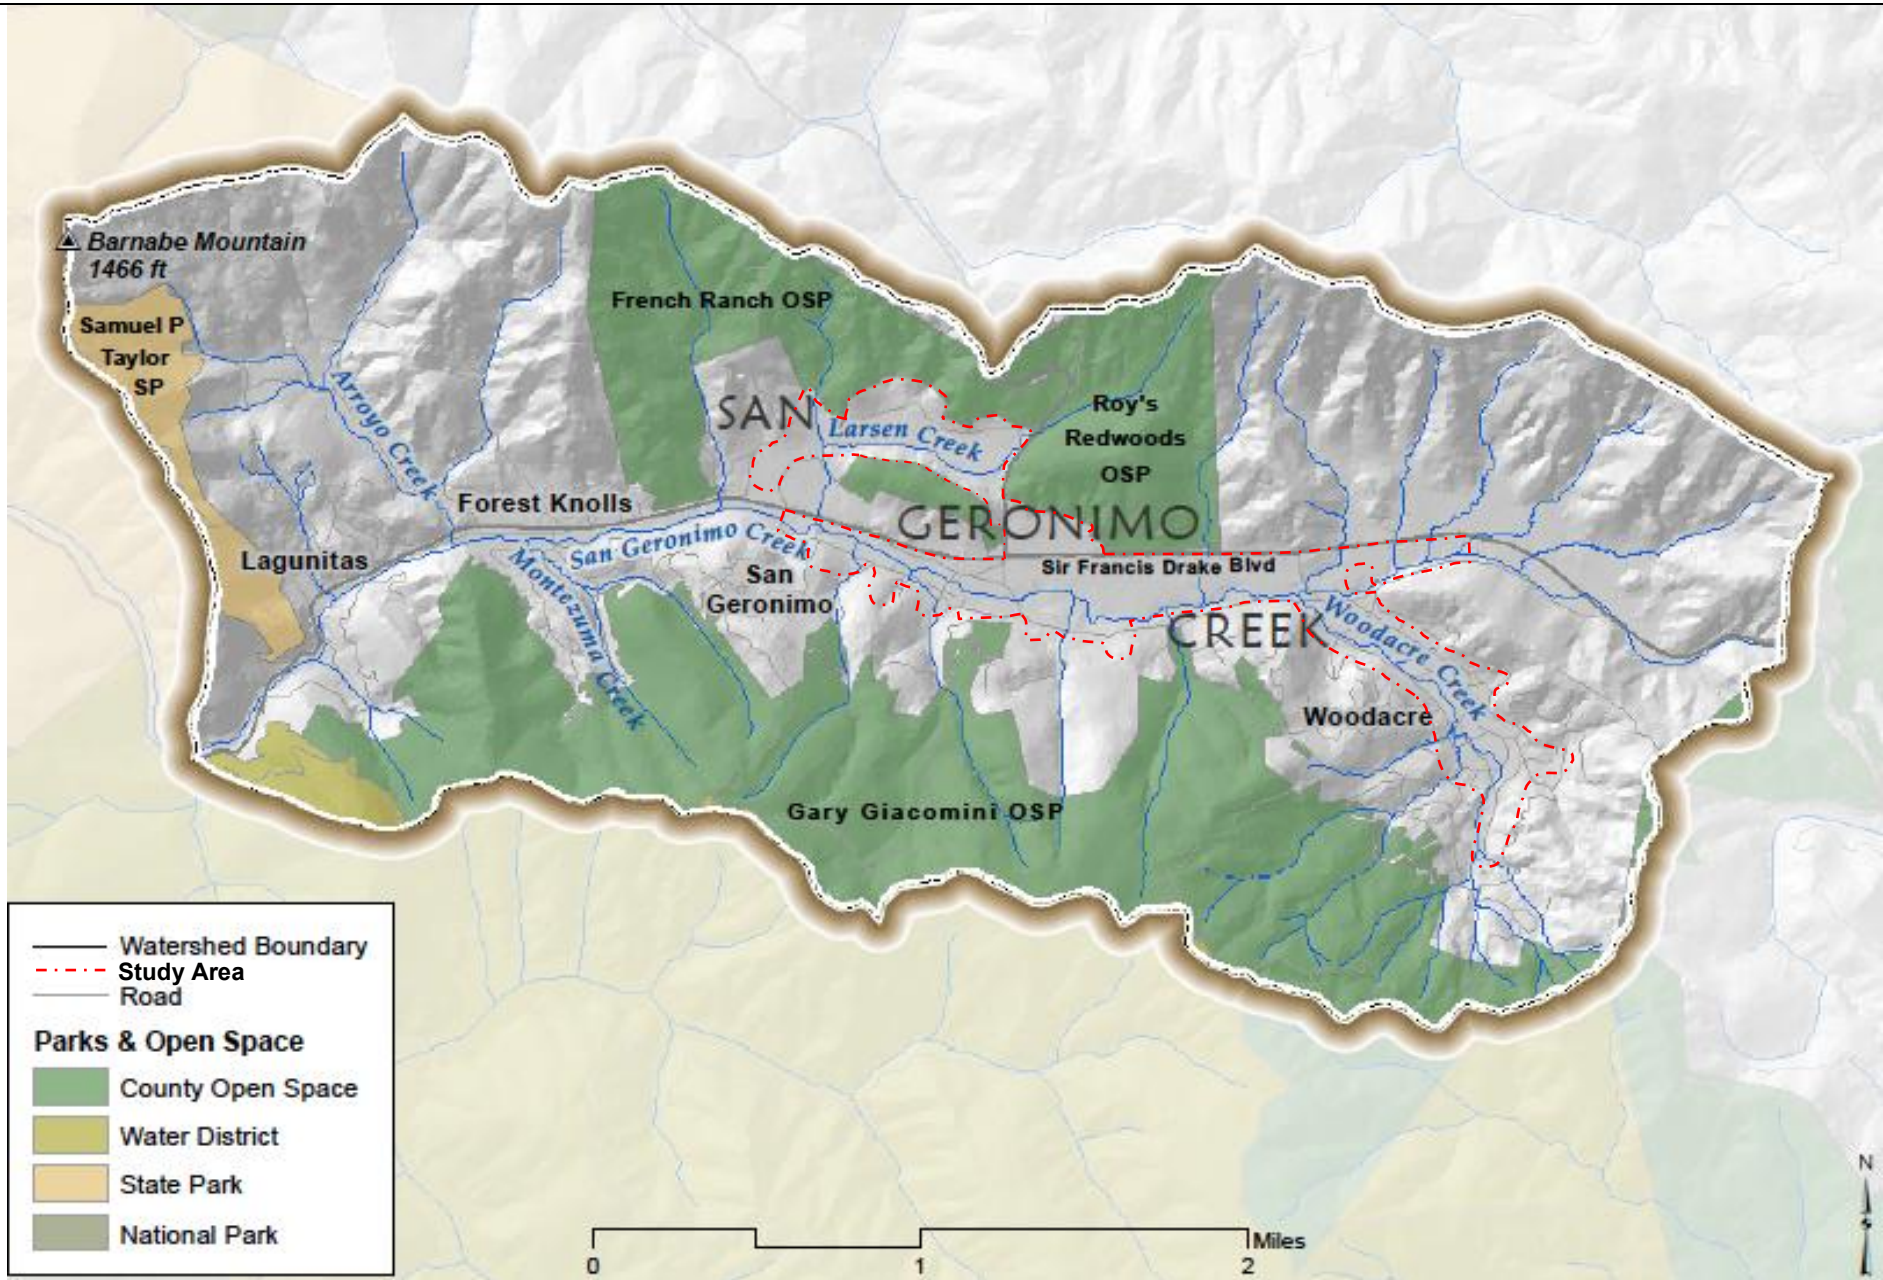 Barnabe Mountain
1466 ft
Samuel P
Taylor
SP
French Ranch OSP
Arroyo Creek
SAN
Larsen Creek
Roy's
Redwoods
OSP
Forest Knolls
GERONIMO
Lagunitas
San Geronimo Creek
Montezuma Creek
San
Geronimo
Sir Francis Drake Blvd
CREEK
Woodacre Creek
Woodacre
Gary Giacomini OSP
Watershed Boundary
Study Area
Road
Parks & Open Space
County Open Space
Water District
State Park
National Park
0 1 2
Miles
N
S